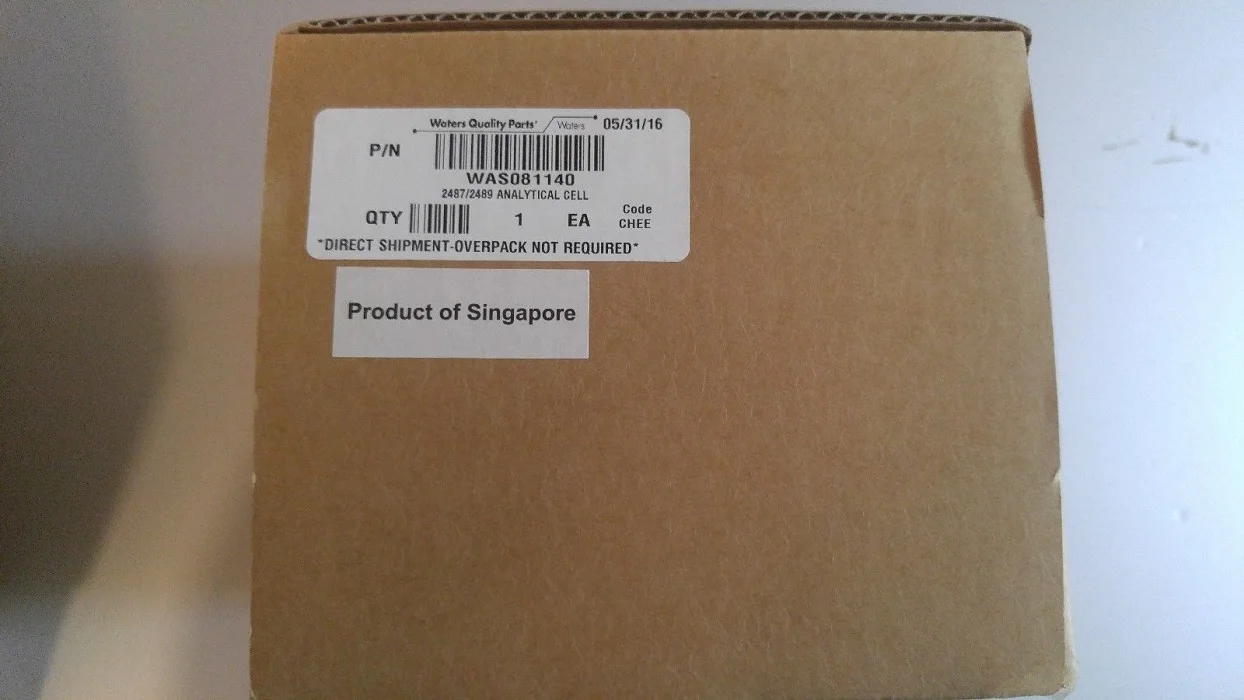 Waters Quality Parts' Waters 05/31/16
P/N
WAS081140
2487/2489 ANALYTICAL CELL
QTY 1 EA Code CHEE
*DIRECT SHIPMENT-OVERPACK NOT REQUIRED*
Product of Singapore